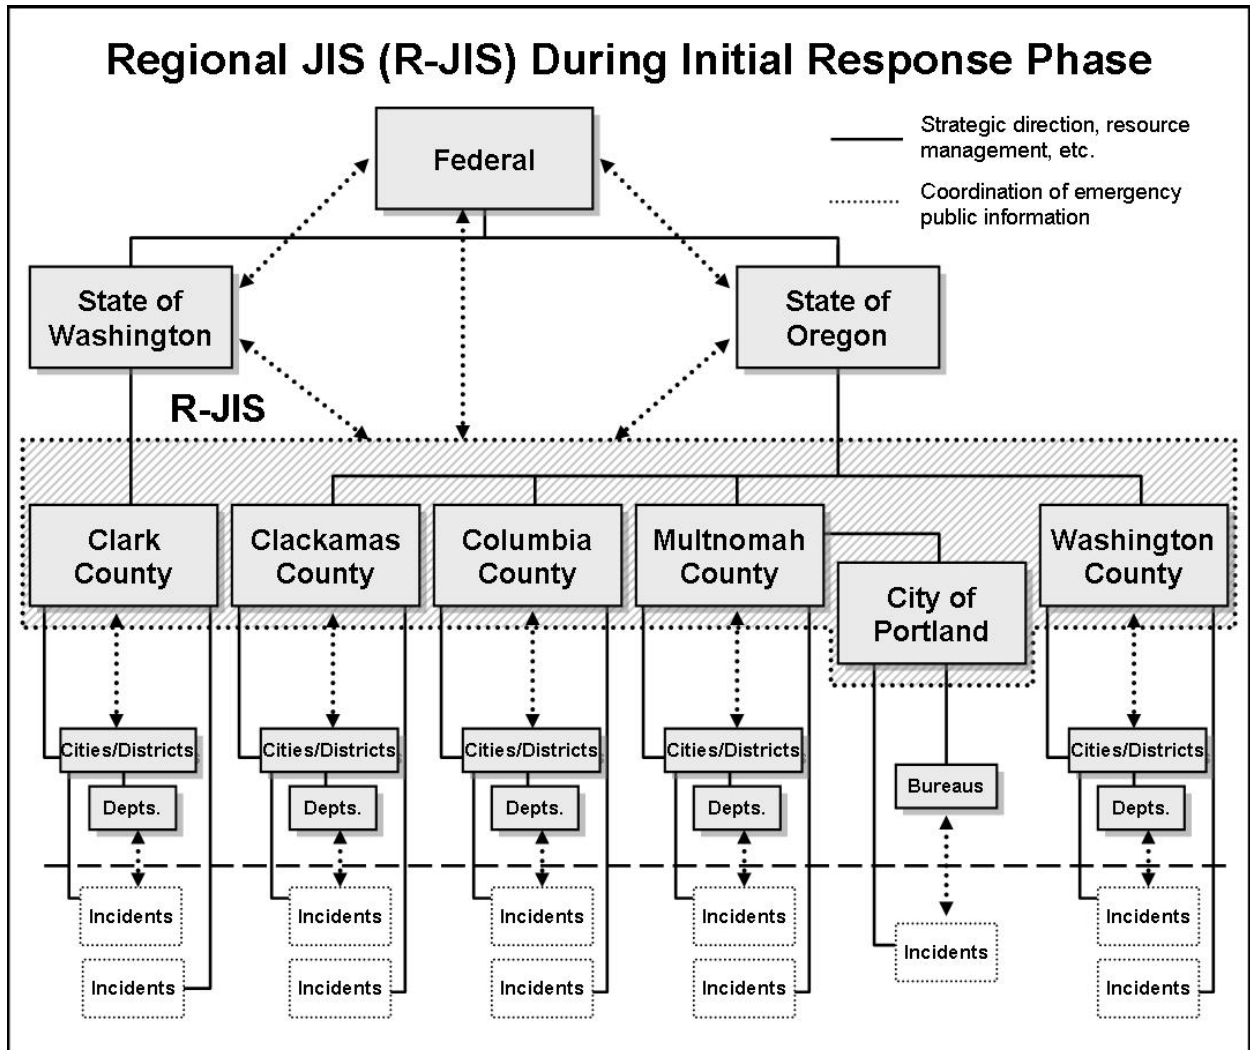 Regional JIS (R-JIS) During Initial Response Phase
Strategic direction, resource
management, etc.
Coordination of emergency
public information
Federal
State of
Washington
State of
Oregon
R-JIS
Clark
County
Clackamas
County
Columbia
County
Multnomah
County
City of
Portland
Washington
County
Cities/Districts
Cities/Districts
Cities/Districts
Cities/Districts
Cities/Districts
Depts.
Depts.
Depts.
Depts.
Bureaus
Depts.
Incidents
Incidents
Incidents
Incidents
Incidents
Incidents
Incidents
Incidents
Incidents
Incidents
Incidents